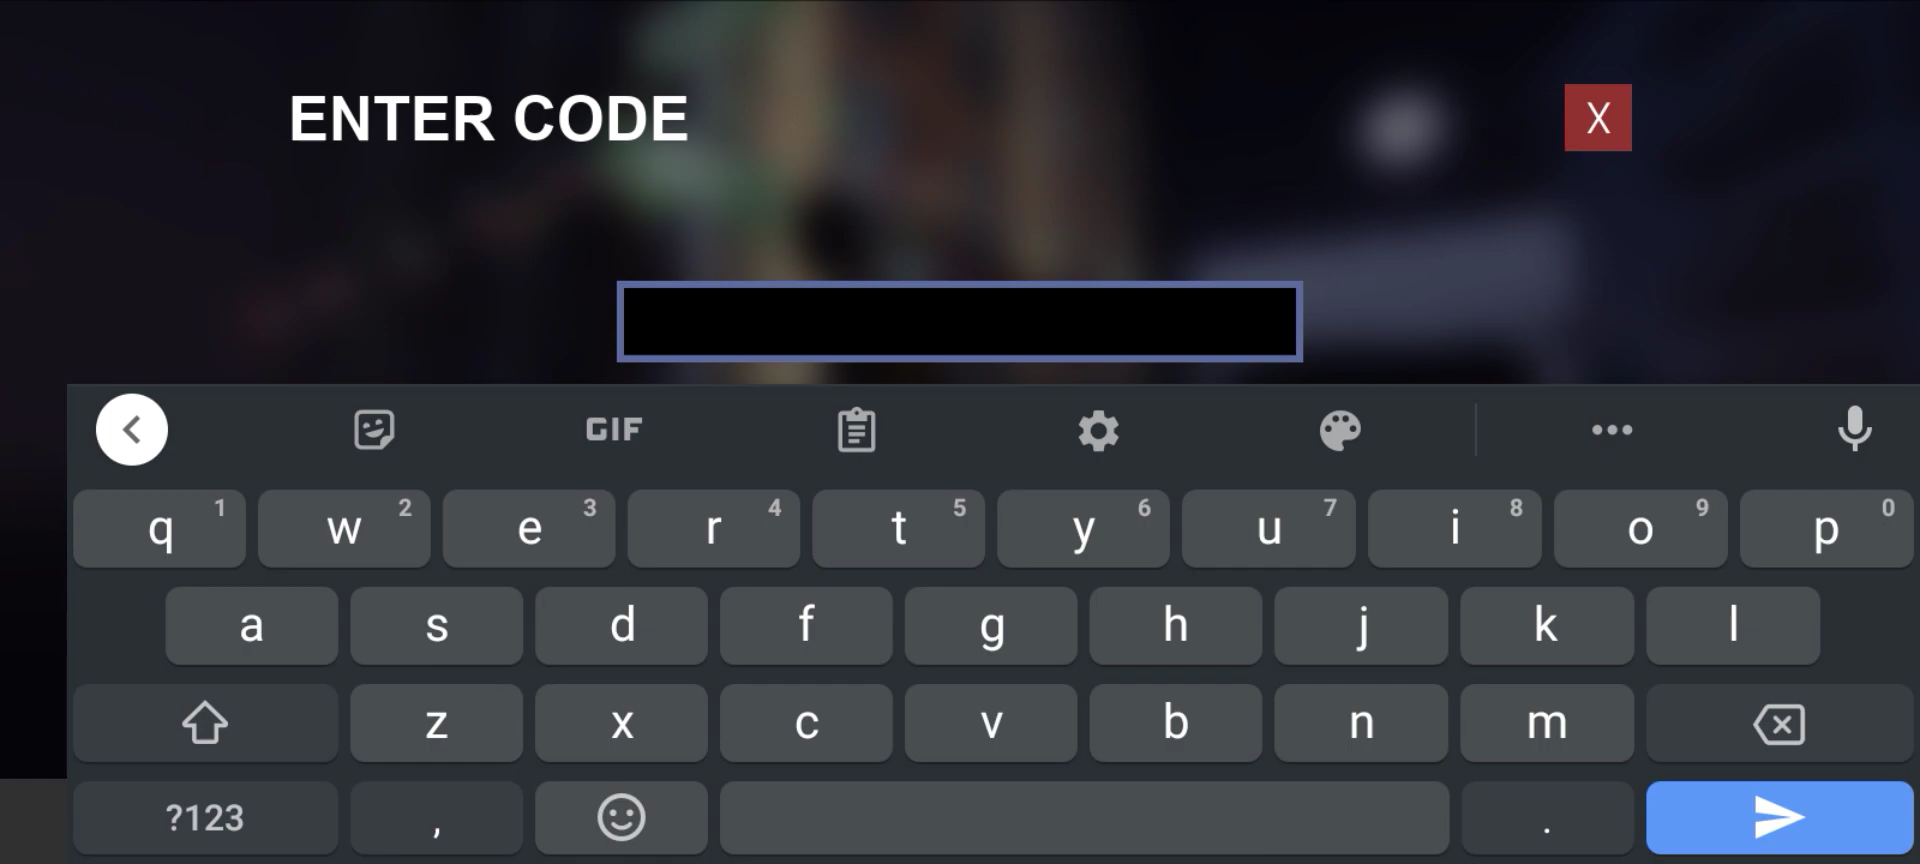 ENTER CODE X
GIF
q 1 w 2 e 3 r 4 t 5 y 6 u 7 i 8 o 9 p 0
a s d f g h j k l
z x c v b n m
?123 , .